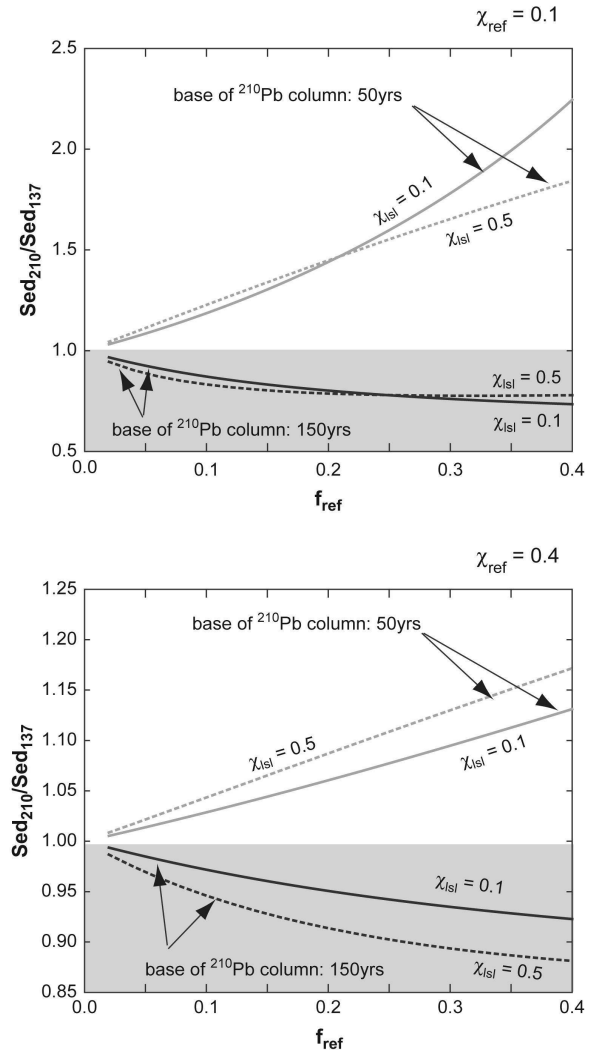 χref = 0.1
Sed210/Sed137
2.5
2.0
1.5
1.0
0.5
base of 210Pb column: 50yrs
χlsl = 0.1
χlsl = 0.5
χlsl = 0.5
χlsl = 0.1
base of 210Pb column: 150yrs
0.0 0.1 0.2 0.3 0.4
fref
χref = 0.4
Sed210/Sed137
1.25
1.20
1.15
1.10
1.05
1.00
0.95
0.90
0.85
base of 210Pb column: 50yrs
χlsl = 0.5
χlsl = 0.1
χlsl = 0.1
base of 210Pb column: 150yrs
χlsl = 0.5
0.0 0.1 0.2 0.3 0.4
fref